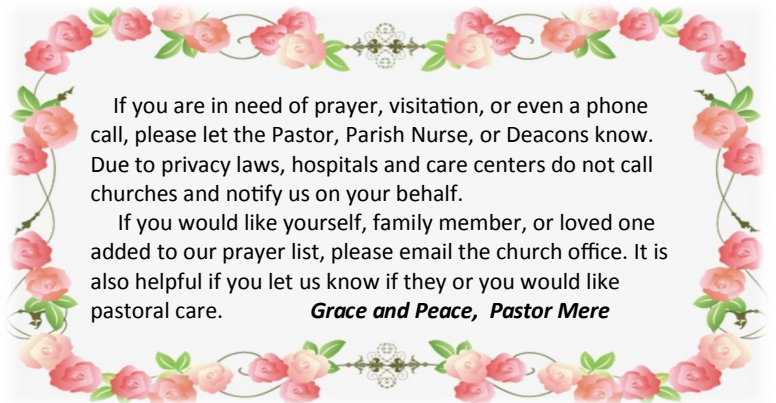 If you are in need of prayer, visitation, or even a phone
call, please let the Pastor, Parish Nurse, or Deacons know.
Due to privacy laws, hospitals and care centers do not call
churches and notify us on your behalf.
If you would like yourself, family member, or loved one
added to our prayer list, please email the church office. It is
also helpful if you let us know if they or you would like
pastoral care. Grace and Peace, Pastor Mere